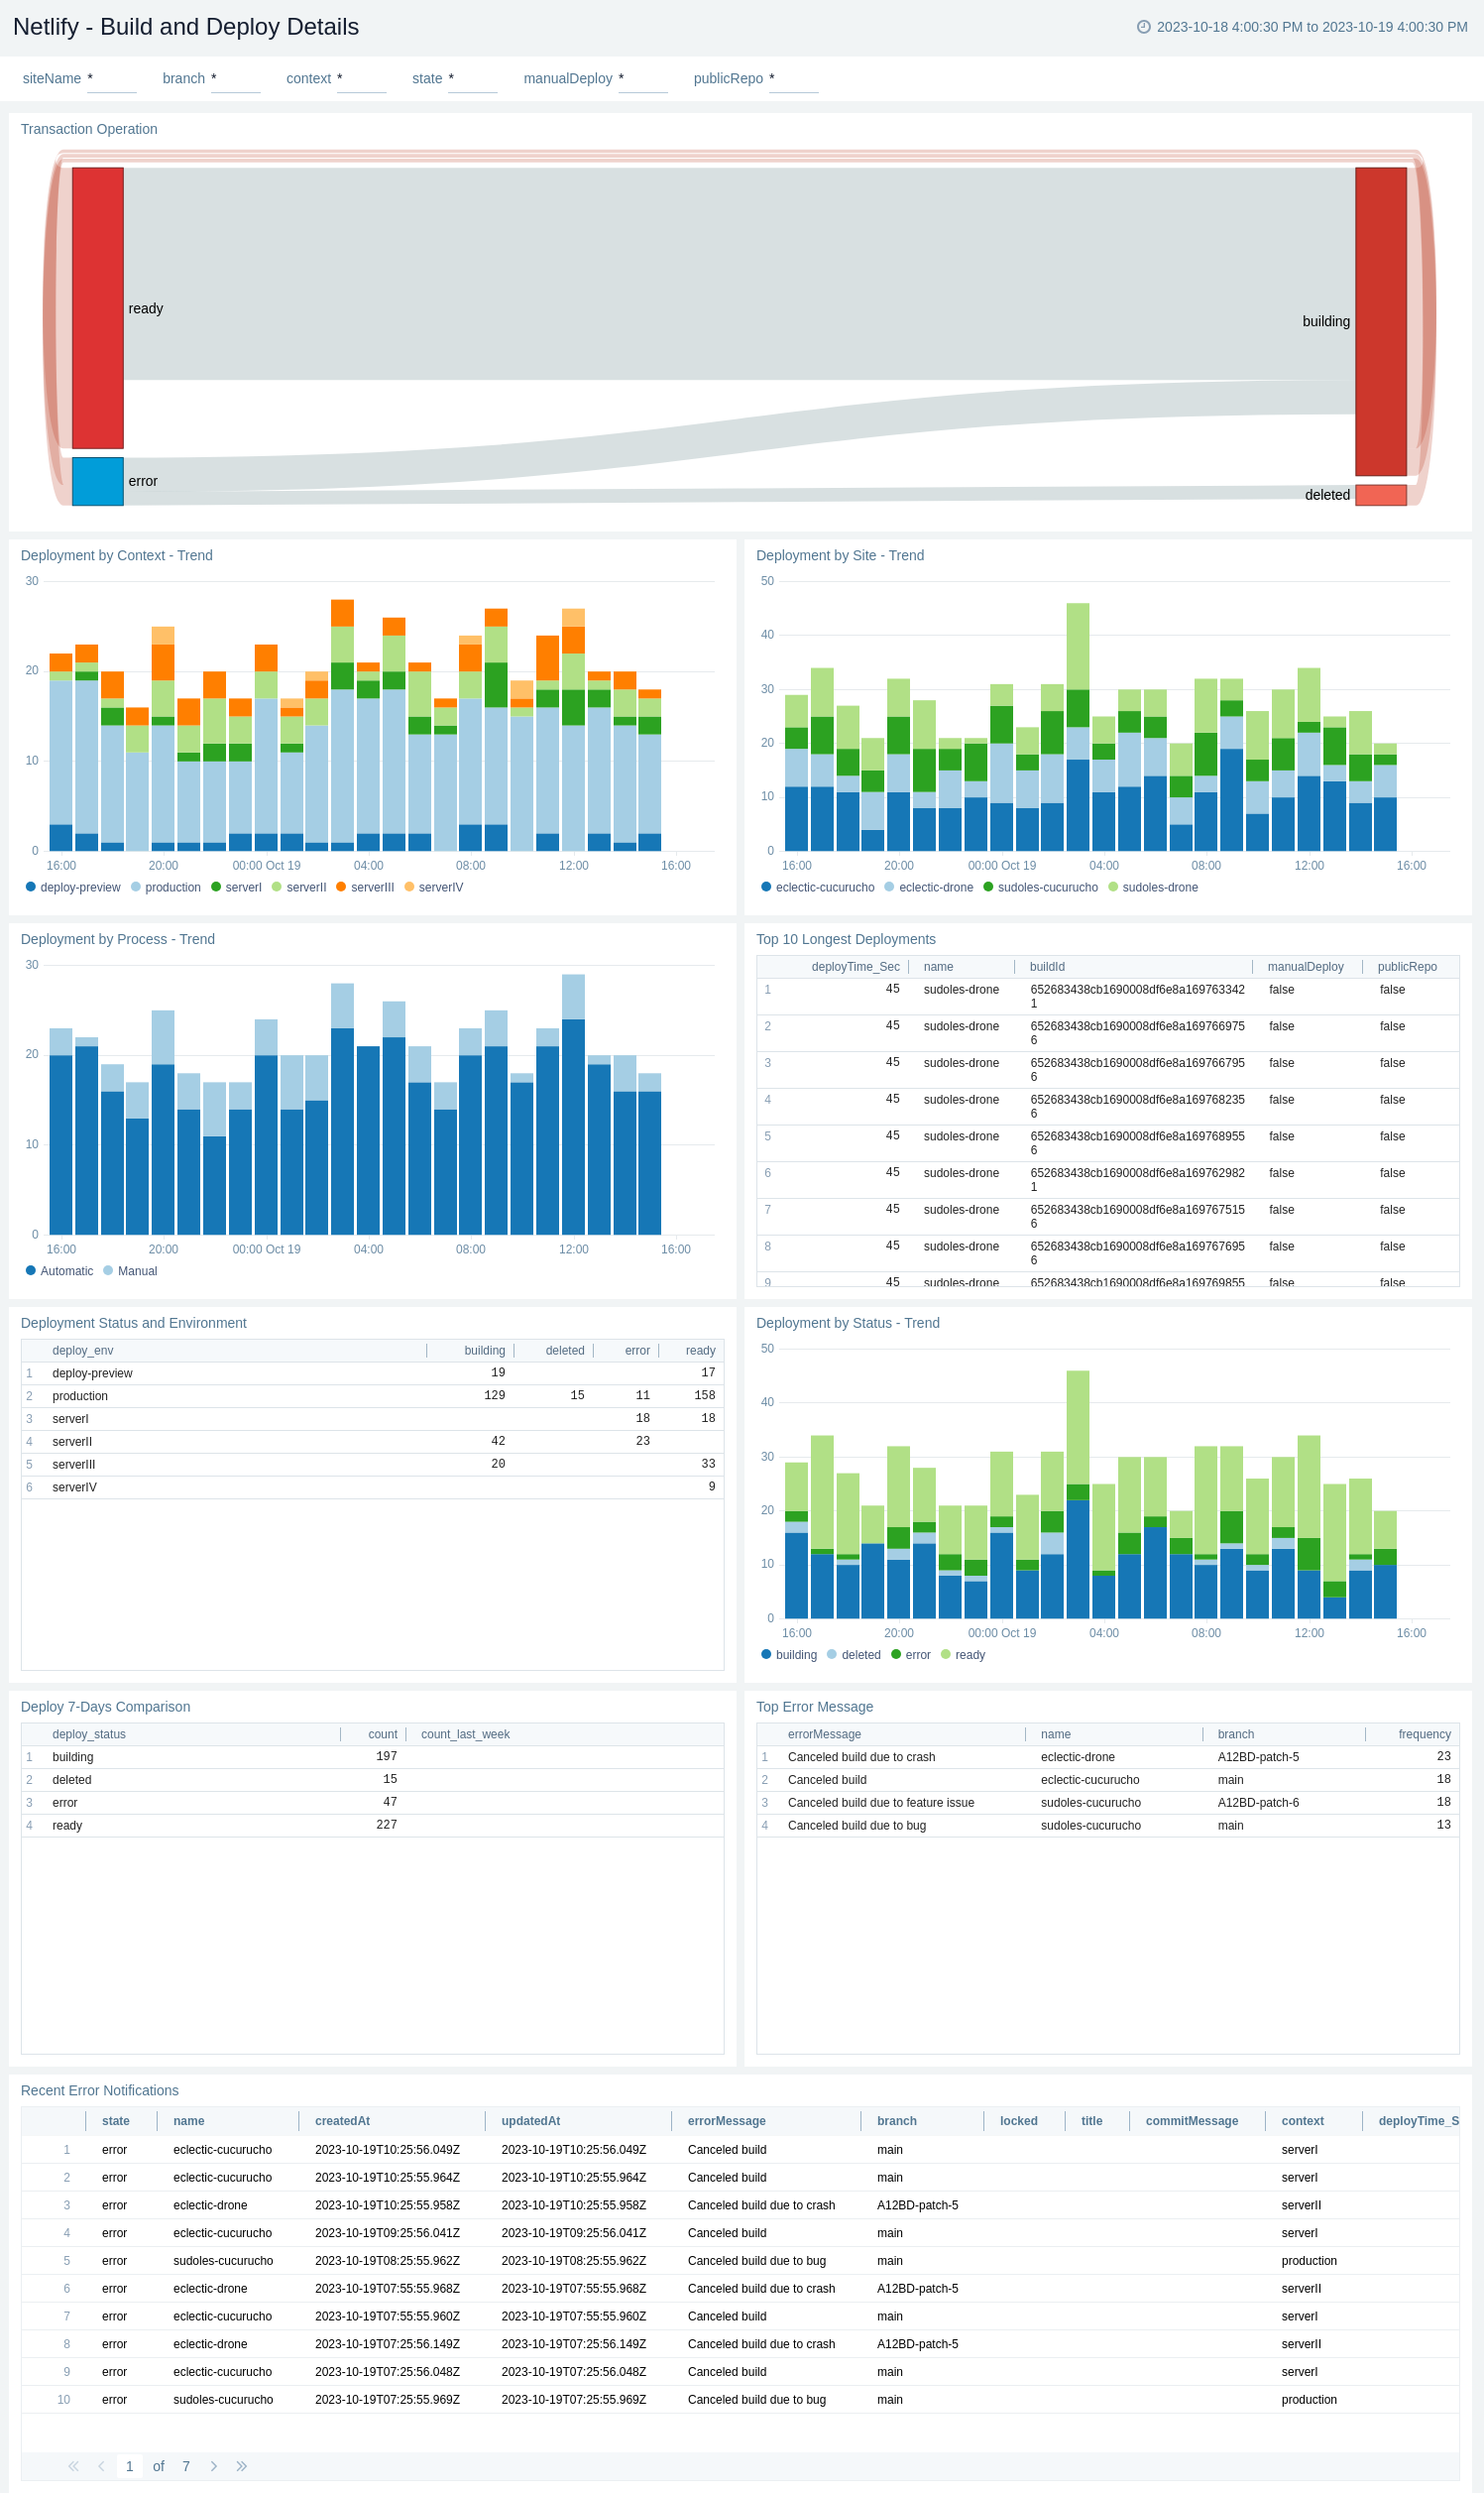 Netlify - Build and Deploy Details
2023-10-18 4:00:30 PM to 2023-10-19 4:00:30 PM
siteName * branch * context * state * manualDeploy * publicRepo *
Transaction Operation
ready
building
error
deleted
Deployment by Context - Trend
30
20
10
0
16:00 20:00 00:00 Oct 19 04:00 08:00 12:00 16:00
deploy-preview production serverI serverII serverIII serverIV
Deployment by Site - Trend
50
40
30
20
10
0
16:00 20:00 00:00 Oct 19 04:00 08:00 12:00 16:00
eclectic-cucurucho eclectic-drone sudoles-cucurucho sudoles-drone
Deployment by Process - Trend
30
20
10
0
16:00 20:00 00:00 Oct 19 04:00 08:00 12:00 16:00
Automatic Manual
Top 10 Longest Deployments
deployTime_Sec name buildId manualDeploy publicRepo
1 45 sudoles-drone 652683438cb1690008df6e8a169763342 false false
1
2 45 sudoles-drone 652683438cb1690008df6e8a169766975 false false
6
3 45 sudoles-drone 652683438cb1690008df6e8a169766795 false false
6
4 45 sudoles-drone 652683438cb1690008df6e8a169768235 false false
6
5 45 sudoles-drone 652683438cb1690008df6e8a169768955 false false
6
6 45 sudoles-drone 652683438cb1690008df6e8a169762982 false false
1
7 45 sudoles-drone 652683438cb1690008df6e8a169767515 false false
6
8 45 sudoles-drone 652683438cb1690008df6e8a169767695 false false
6
9 45 sudoles-drone 652683438cb1690008df6e8a169769855 false false
Deployment Status and Environment
deploy_env building deleted error ready
1 deploy-preview 19 17
2 production 129 15 11 158
3 serverI 18 18
4 serverII 42 23
5 serverIII 20 33
6 serverIV 9
Deployment by Status - Trend
50
40
30
20
10
0
16:00 20:00 00:00 Oct 19 04:00 08:00 12:00 16:00
building deleted error ready
Deploy 7-Days Comparison
deploy_status count count_last_week
1 building 197
2 deleted 15
3 error 47
4 ready 227
Top Error Message
errorMessage name branch frequency
1 Canceled build due to crash eclectic-drone A12BD-patch-5 23
2 Canceled build eclectic-cucurucho main 18
3 Canceled build due to feature issue sudoles-cucurucho A12BD-patch-6 18
4 Canceled build due to bug sudoles-cucurucho main 13
Recent Error Notifications
state name createdAt updatedAt errorMessage branch locked title commitMessage context deployTime_S
1 error eclectic-cucurucho 2023-10-19T10:25:56.049Z 2023-10-19T10:25:56.049Z Canceled build main serverI
2 error eclectic-cucurucho 2023-10-19T10:25:55.964Z 2023-10-19T10:25:55.964Z Canceled build main serverI
3 error eclectic-drone 2023-10-19T10:25:55.958Z 2023-10-19T10:25:55.958Z Canceled build due to crash A12BD-patch-5 serverII
4 error eclectic-cucurucho 2023-10-19T09:25:56.041Z 2023-10-19T09:25:56.041Z Canceled build main serverI
5 error sudoles-cucurucho 2023-10-19T08:25:55.962Z 2023-10-19T08:25:55.962Z Canceled build due to bug main production
6 error eclectic-drone 2023-10-19T07:55:55.968Z 2023-10-19T07:55:55.968Z Canceled build due to crash A12BD-patch-5 serverII
7 error eclectic-cucurucho 2023-10-19T07:55:55.960Z 2023-10-19T07:55:55.960Z Canceled build main serverI
8 error eclectic-drone 2023-10-19T07:25:56.149Z 2023-10-19T07:25:56.149Z Canceled build due to crash A12BD-patch-5 serverII
9 error eclectic-cucurucho 2023-10-19T07:25:56.048Z 2023-10-19T07:25:56.048Z Canceled build main serverI
10 error sudoles-cucurucho 2023-10-19T07:25:55.969Z 2023-10-19T07:25:55.969Z Canceled build due to bug main production
1 of 7